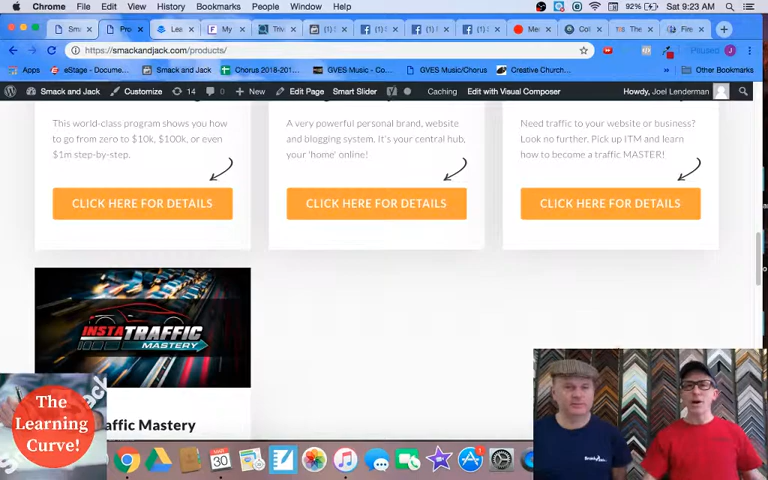 Chrome File Edit View History Bookmarks People Window Help 92% Sat 9:23 AM
https://smackandjack.com/products/ Paused
Apps eStage - Docume... Smack and Jack Chorus 2018-201... GVES Music - Co... GVES Music/Chorus Creative Church... Other Bookmarks
Smack and Jack Customize 14 0 New Edit Page Smart Slider Caching Edit with Visual Composer Howdy, Joel Lenderman
This world-class program shows you how
to go from zero to $10k, $100k, or even
$1m step-by-step.
A very powerful personal brand, website
and blogging system. It's your central hub,
your 'home' online!
Need traffic to your website or business?
Look no further. Pick up ITM and learn
how to become a traffic MASTER!
CLICK HERE FOR DETAILS
CLICK HERE FOR DETAILS
CLICK HERE FOR DETAILS
INSTATRAFFIC
MASTERY
The
Learning
Curve!
affic Mastery
30